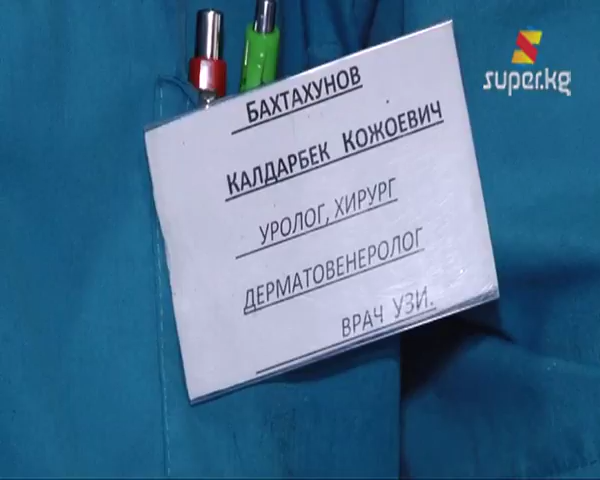 super.kg
БАХТАХУНОВ
КАЛДАРБЕК КОЖОЕВИЧ
УРОЛОГ, ХИРУРГ
ДЕРМАТОВЕНЕРОЛОГ
ВРАЧ УЗИ.